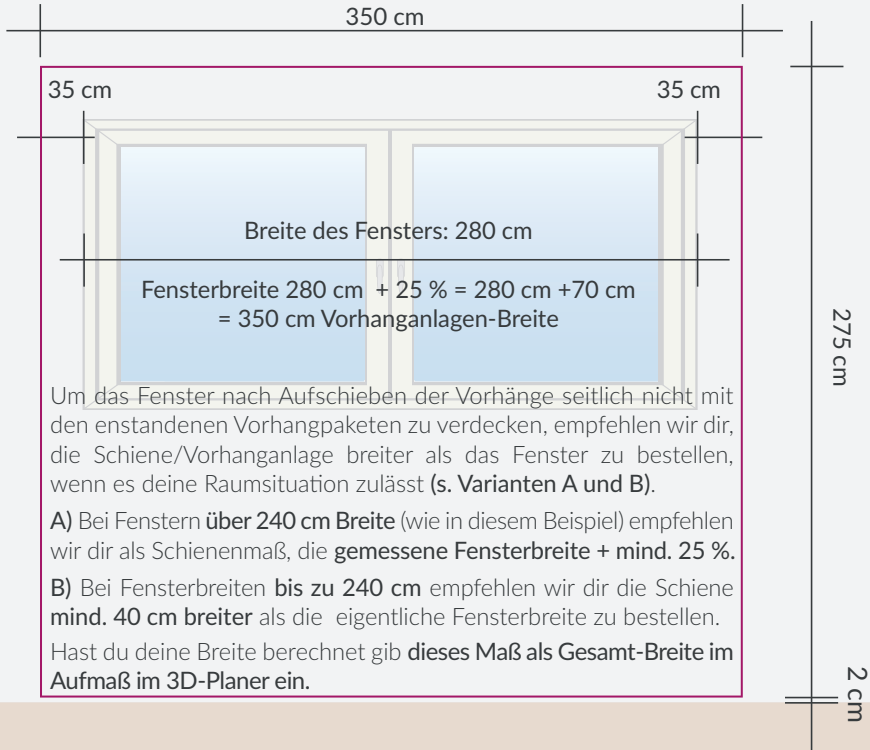 350 cm
35 cm
35 cm
Breite des Fensters: 280 cm
Fensterbreite 280 cm + 25 % = 280 cm +70 cm
= 350 cm Vorhanganlagen-Breite
275 cm
Um das Fenster nach Aufschieben der Vorhänge seitlich nicht mit
den enstandenen Vorhangpaketen zu verdecken, empfehlen wir dir,
die Schiene/Vorhanganlage breiter als das Fenster zu bestellen,
wenn es deine Raumsituation zulässt (s. Varianten A und B).
A) Bei Fenstern über 240 cm Breite (wie in diesem Beispiel) empfehlen
wir dir als Schienenmaß, die gemessene Fensterbreite + mind. 25 %.
B) Bei Fensterbreiten bis zu 240 cm empfehlen wir dir die Schiene
mind. 40 cm breiter als die eigentliche Fensterbreite zu bestellen.
Hast du deine Breite berechnet gib dieses Maß als Gesamt-Breite im
Aufmaß im 3D-Planer ein.
2 cm